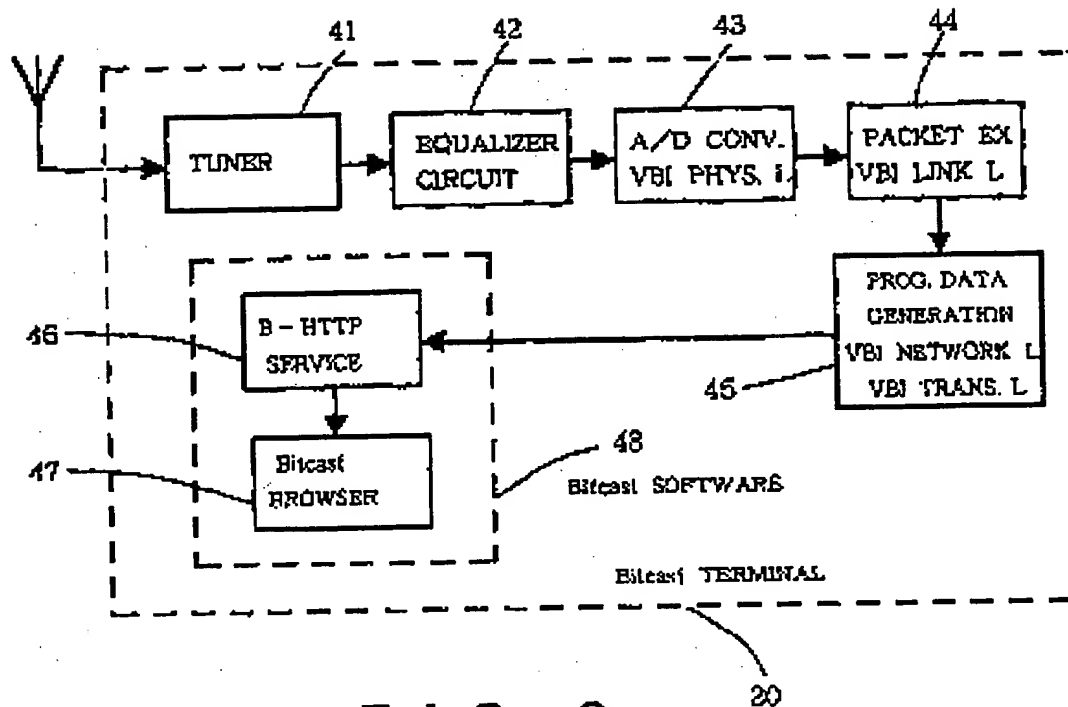 41
42
43
44
TUNER
EQUALIZER
CIRCUIT
A/D CONV.
VBI PHYS. L
PACKET EX
VBI LINK L
PROG. DATA
GENERATION
VBI NETWORK L
VBI TRANS. L
45
46
B-HTTP
SERVICE
47
Bitcast
BROWSER
48
Bitcast SOFTWARE
Bitcast TERMINAL
20